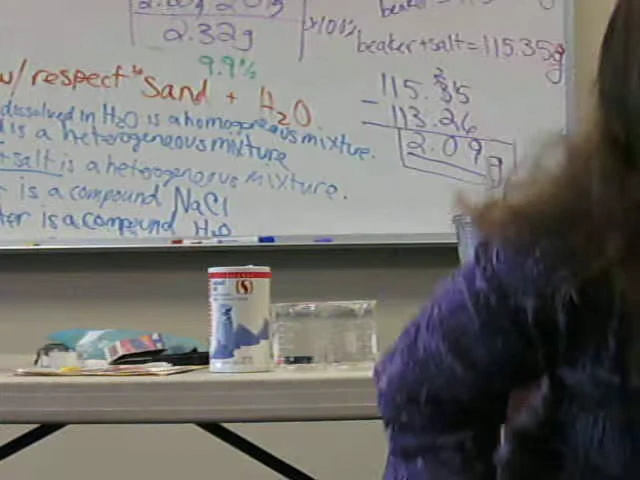 2.32g
x100%
9.9%
beaker
beaker+salt=115.35g
115.35
- 113.26
2.09g
w/respect to sand + H2O.
dissolved in H2O is a homogeneous mixture.
is a heterogeneous mixture
+salt is a heterogeneous mixture.
is a compound NaCl
ter is a compound H2O